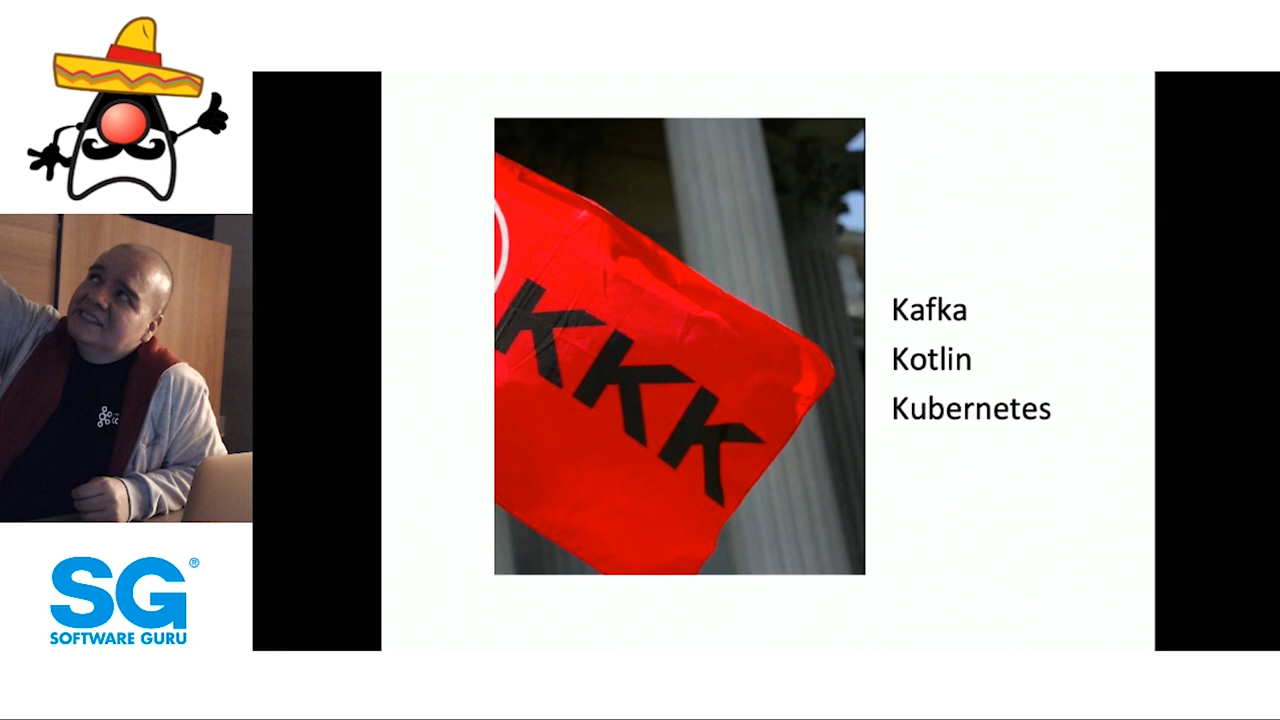 SG®
SOFTWARE GURU
KKK
Kafka
Kotlin
Kubernetes